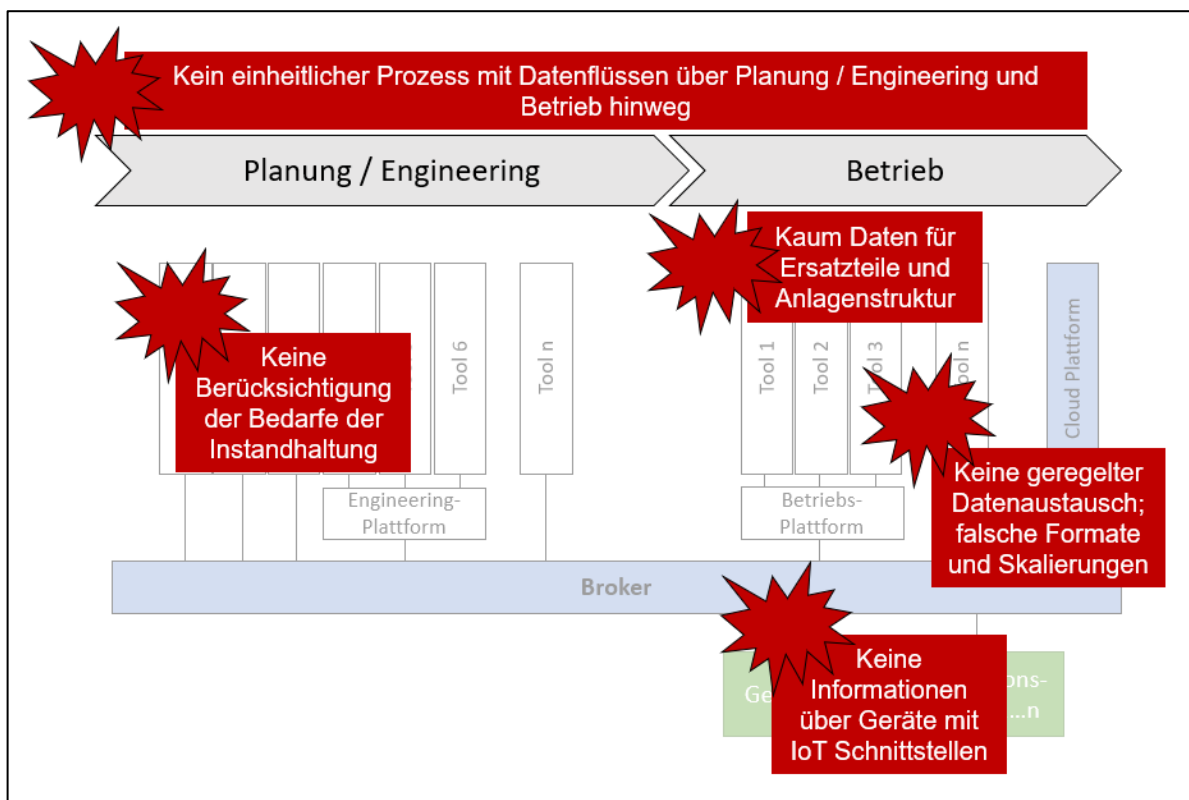 Kein einheitlicher Prozess mit Datenflüssen über Planung / Engineering und
Betrieb hinweg
Planung / Engineering
Betrieb
Kaum Daten für
Ersatzteile und
Anlagenstruktur
Keine
Berücksichtigung
der Bedarfe der
Instandhaltung
Tool 6
Tool n
Tool 1
Tool 2
Tool 3
Tool n
Cloud Plattform
Keine geregelter
Datenaustausch;
falsche Formate
und Skalierungen
Engineering-
Plattform
Betriebs-
Plattform
Broker
Keine
Informationen
über Geräte mit
IoT Schnittstellen
...n